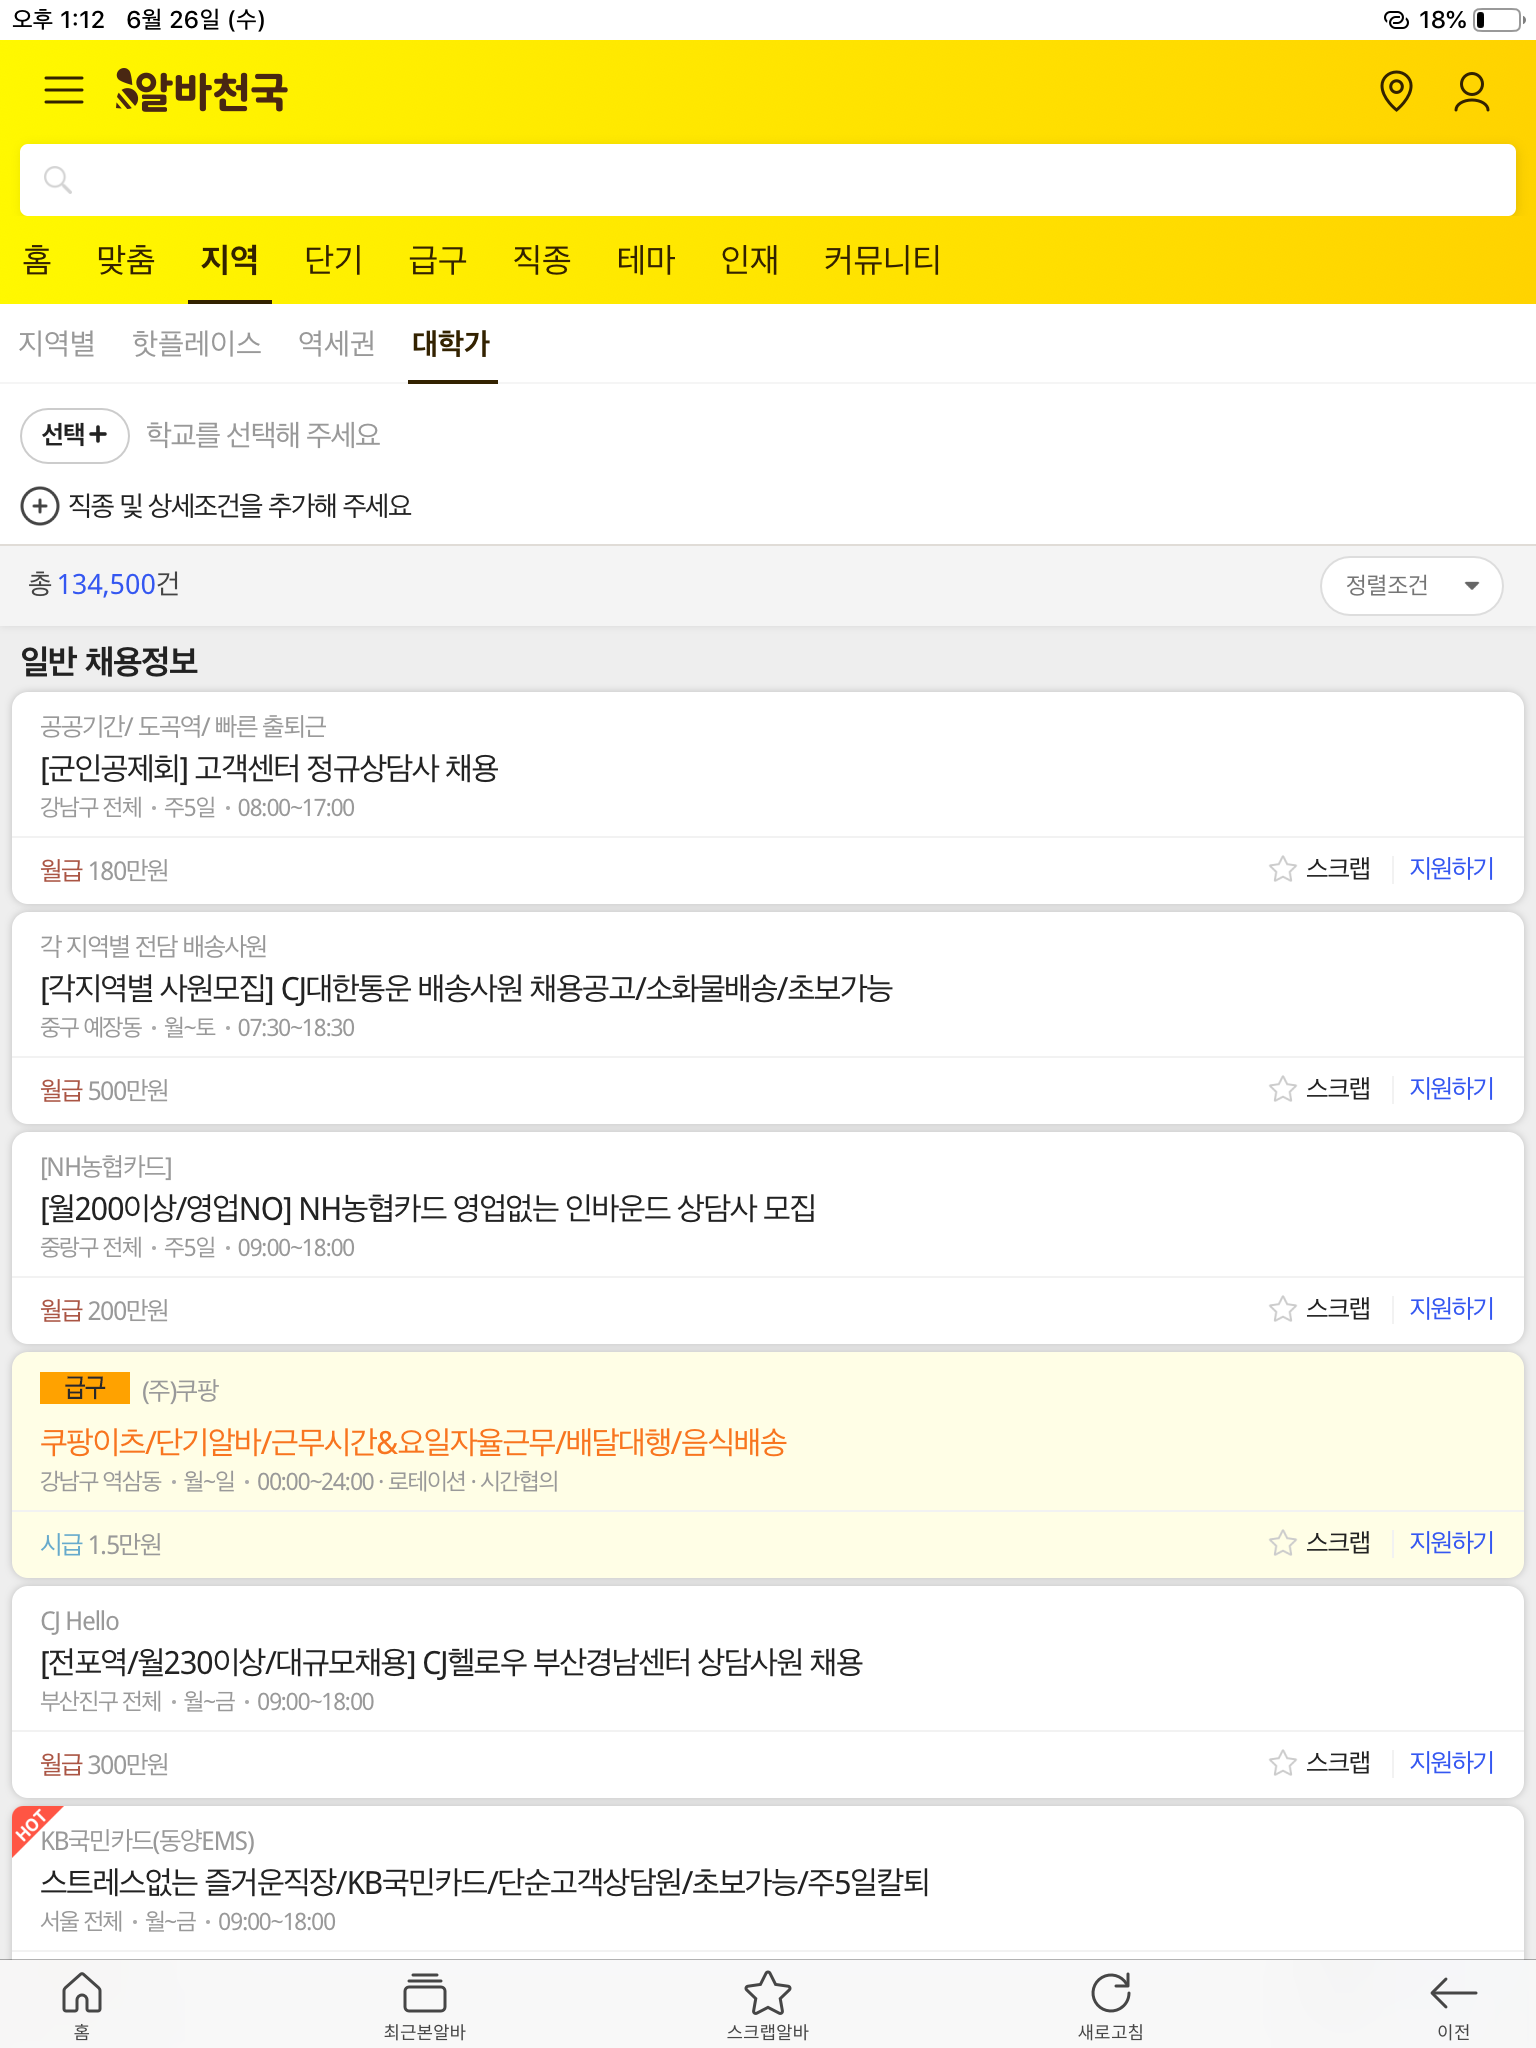 오후 1:12 6월 26일 (수) 18%
알바천국
홈 맞춤 지역 단기 급구 직종 테마 인재 커뮤니티
지역별 핫플레이스 역세권 대학가
선택+ 학교를 선택해 주세요
직종 및 상세조건을 추가해 주세요
총 134,500건 정렬조건
일반 채용정보
공공기간/ 도곡역/ 빠른 출퇴근
[군인공제회] 고객센터 정규상담사 채용
강남구 전체 · 주5일 · 08:00~17:00
월급 180만원 스크랩 지원하기
각 지역별 전담 배송사원
[각지역별 사원모집] CJ대한통운 배송사원 채용공고/소화물배송/초보가능
중구 예장동 · 월~토 · 07:30~18:30
월급 500만원 스크랩 지원하기
[NH농협카드]
[월200이상/영업NO] NH농협카드 영업없는 인바운드 상담사 모집
중랑구 전체 · 주5일 · 09:00~18:00
월급 200만원 스크랩 지원하기
급구 (주)쿠팡
쿠팡이츠/단기알바/근무시간&요일자율근무/배달대행/음식배송
강남구 역삼동 · 월~일 · 00:00~24:00 · 로테이션 · 시간협의
시급 1.5만원 스크랩 지원하기
CJ Hello
[전포역/월230이상/대규모채용] CJ헬로우 부산경남센터 상담사원 채용
부산진구 전체 · 월~금 · 09:00~18:00
월급 300만원 스크랩 지원하기
HOT
KB국민카드(동양EMS)
스트레스없는 즐거운직장/KB국민카드/단순고객상담원/초보가능/주5일칼퇴
서울 전체 · 월~금 · 09:00~18:00
홈 최근본알바 스크랩알바 새로고침 이전